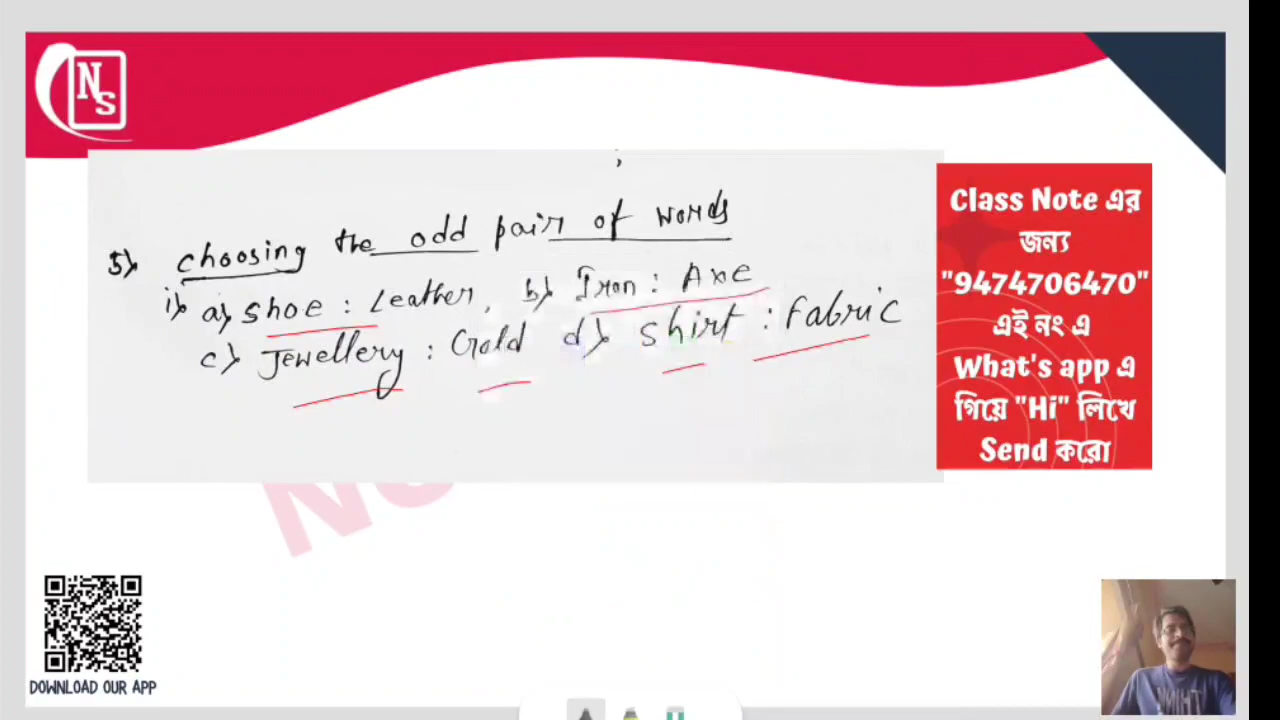 NS
5) choosing the odd pair of words
i) a) Shoe : Leather, b) Iron : Axe
c) Jewellery : Gold d) Shirt : Fabric
Class Note এর
জন্য
"9474706470"
এই নং এ
What's app এ
গিয়ে "Hi" লিখে
Send করো
DOWNLOAD OUR APP